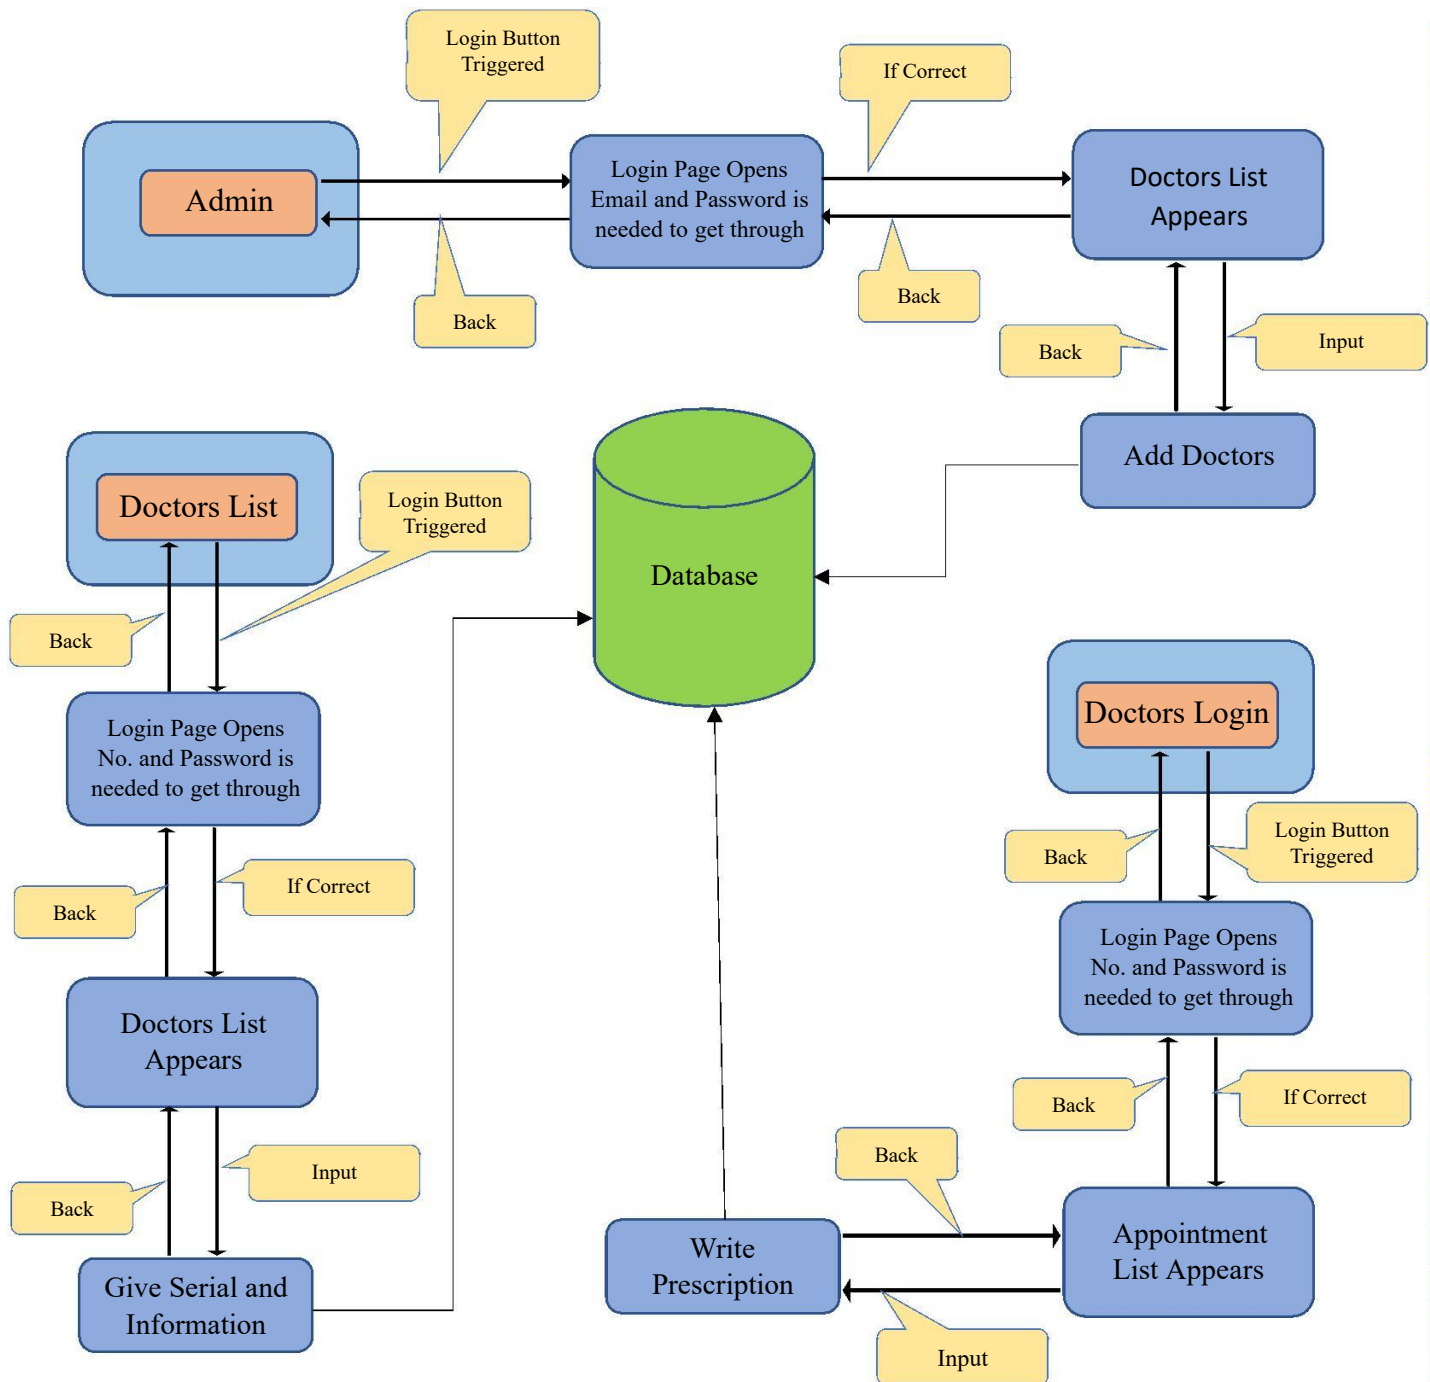 Login Button
Triggered
If Correct
Admin
Login Page Opens
Email and Password is
needed to get through
Doctors List
Appears
Back
Back
Back
Input
Add Doctors
Doctors List
Login Button
Triggered
Database
Back
Login Page Opens
No. and Password is
needed to get through
Doctors Login
Back
Login Button
Triggered
If Correct
Back
Login Page Opens
No. and Password is
needed to get through
Doctors List
Appears
Back
If Correct
Input
Back
Back
Give Serial and
Information
Write
Prescription
Appointment
List Appears
Input